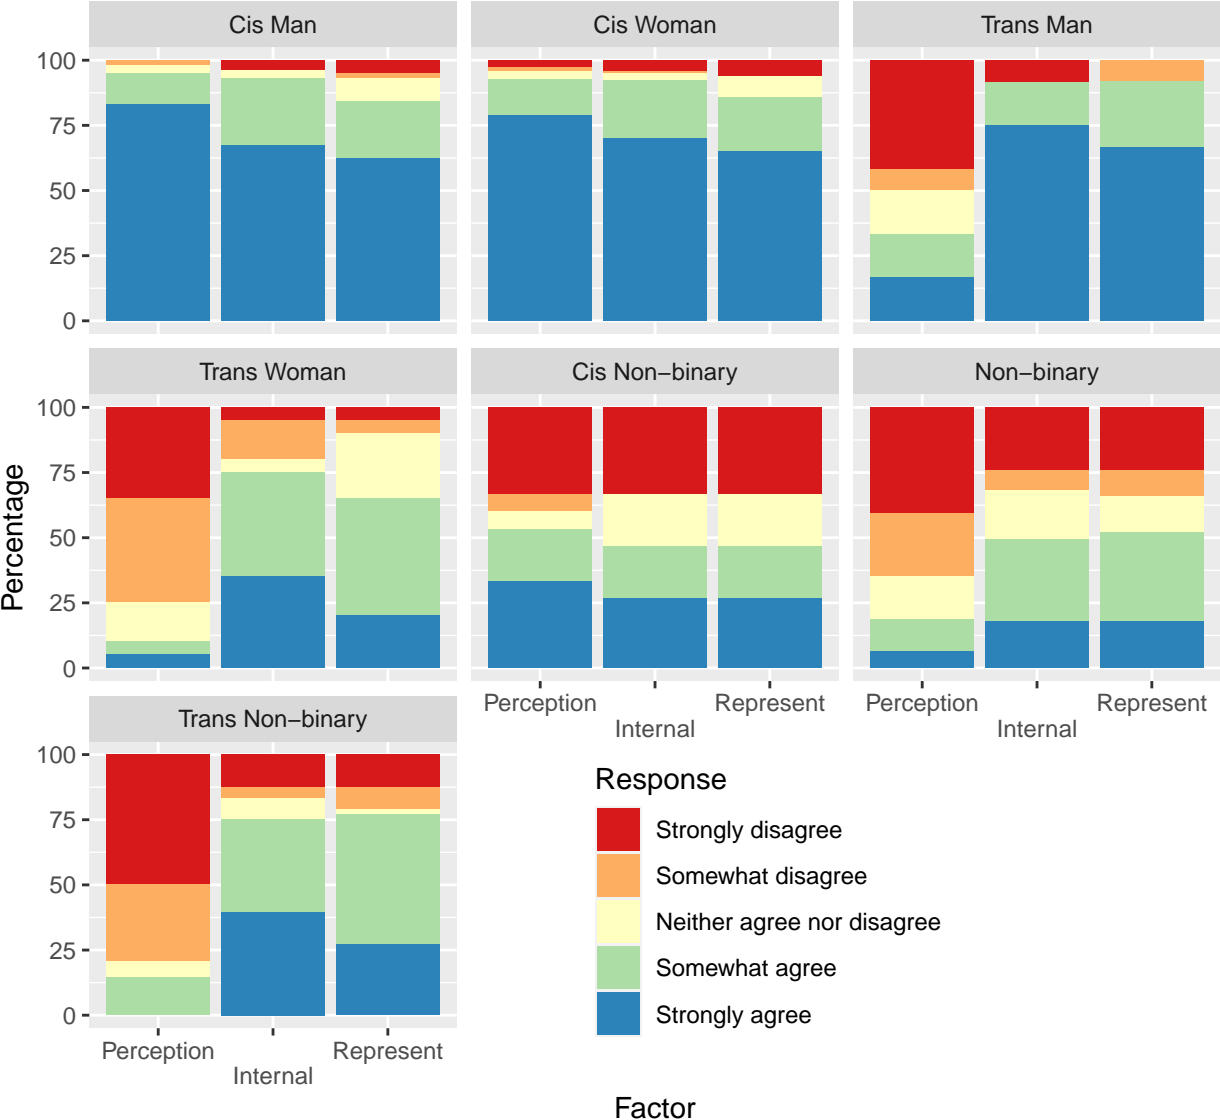 Cis Man
Cis Woman
Trans Man
100
75
50
25
0
Trans Woman
Cis Non−binary
Non−binary
100
75
50
25
0
Perception
Internal
Represent
Perception
Internal
Represent
Trans Non−binary
100
75
50
25
0
Perception
Internal
Represent
Percentage
Factor
Response
Strongly disagree
Somewhat disagree
Neither agree nor disagree
Somewhat agree
Strongly agree